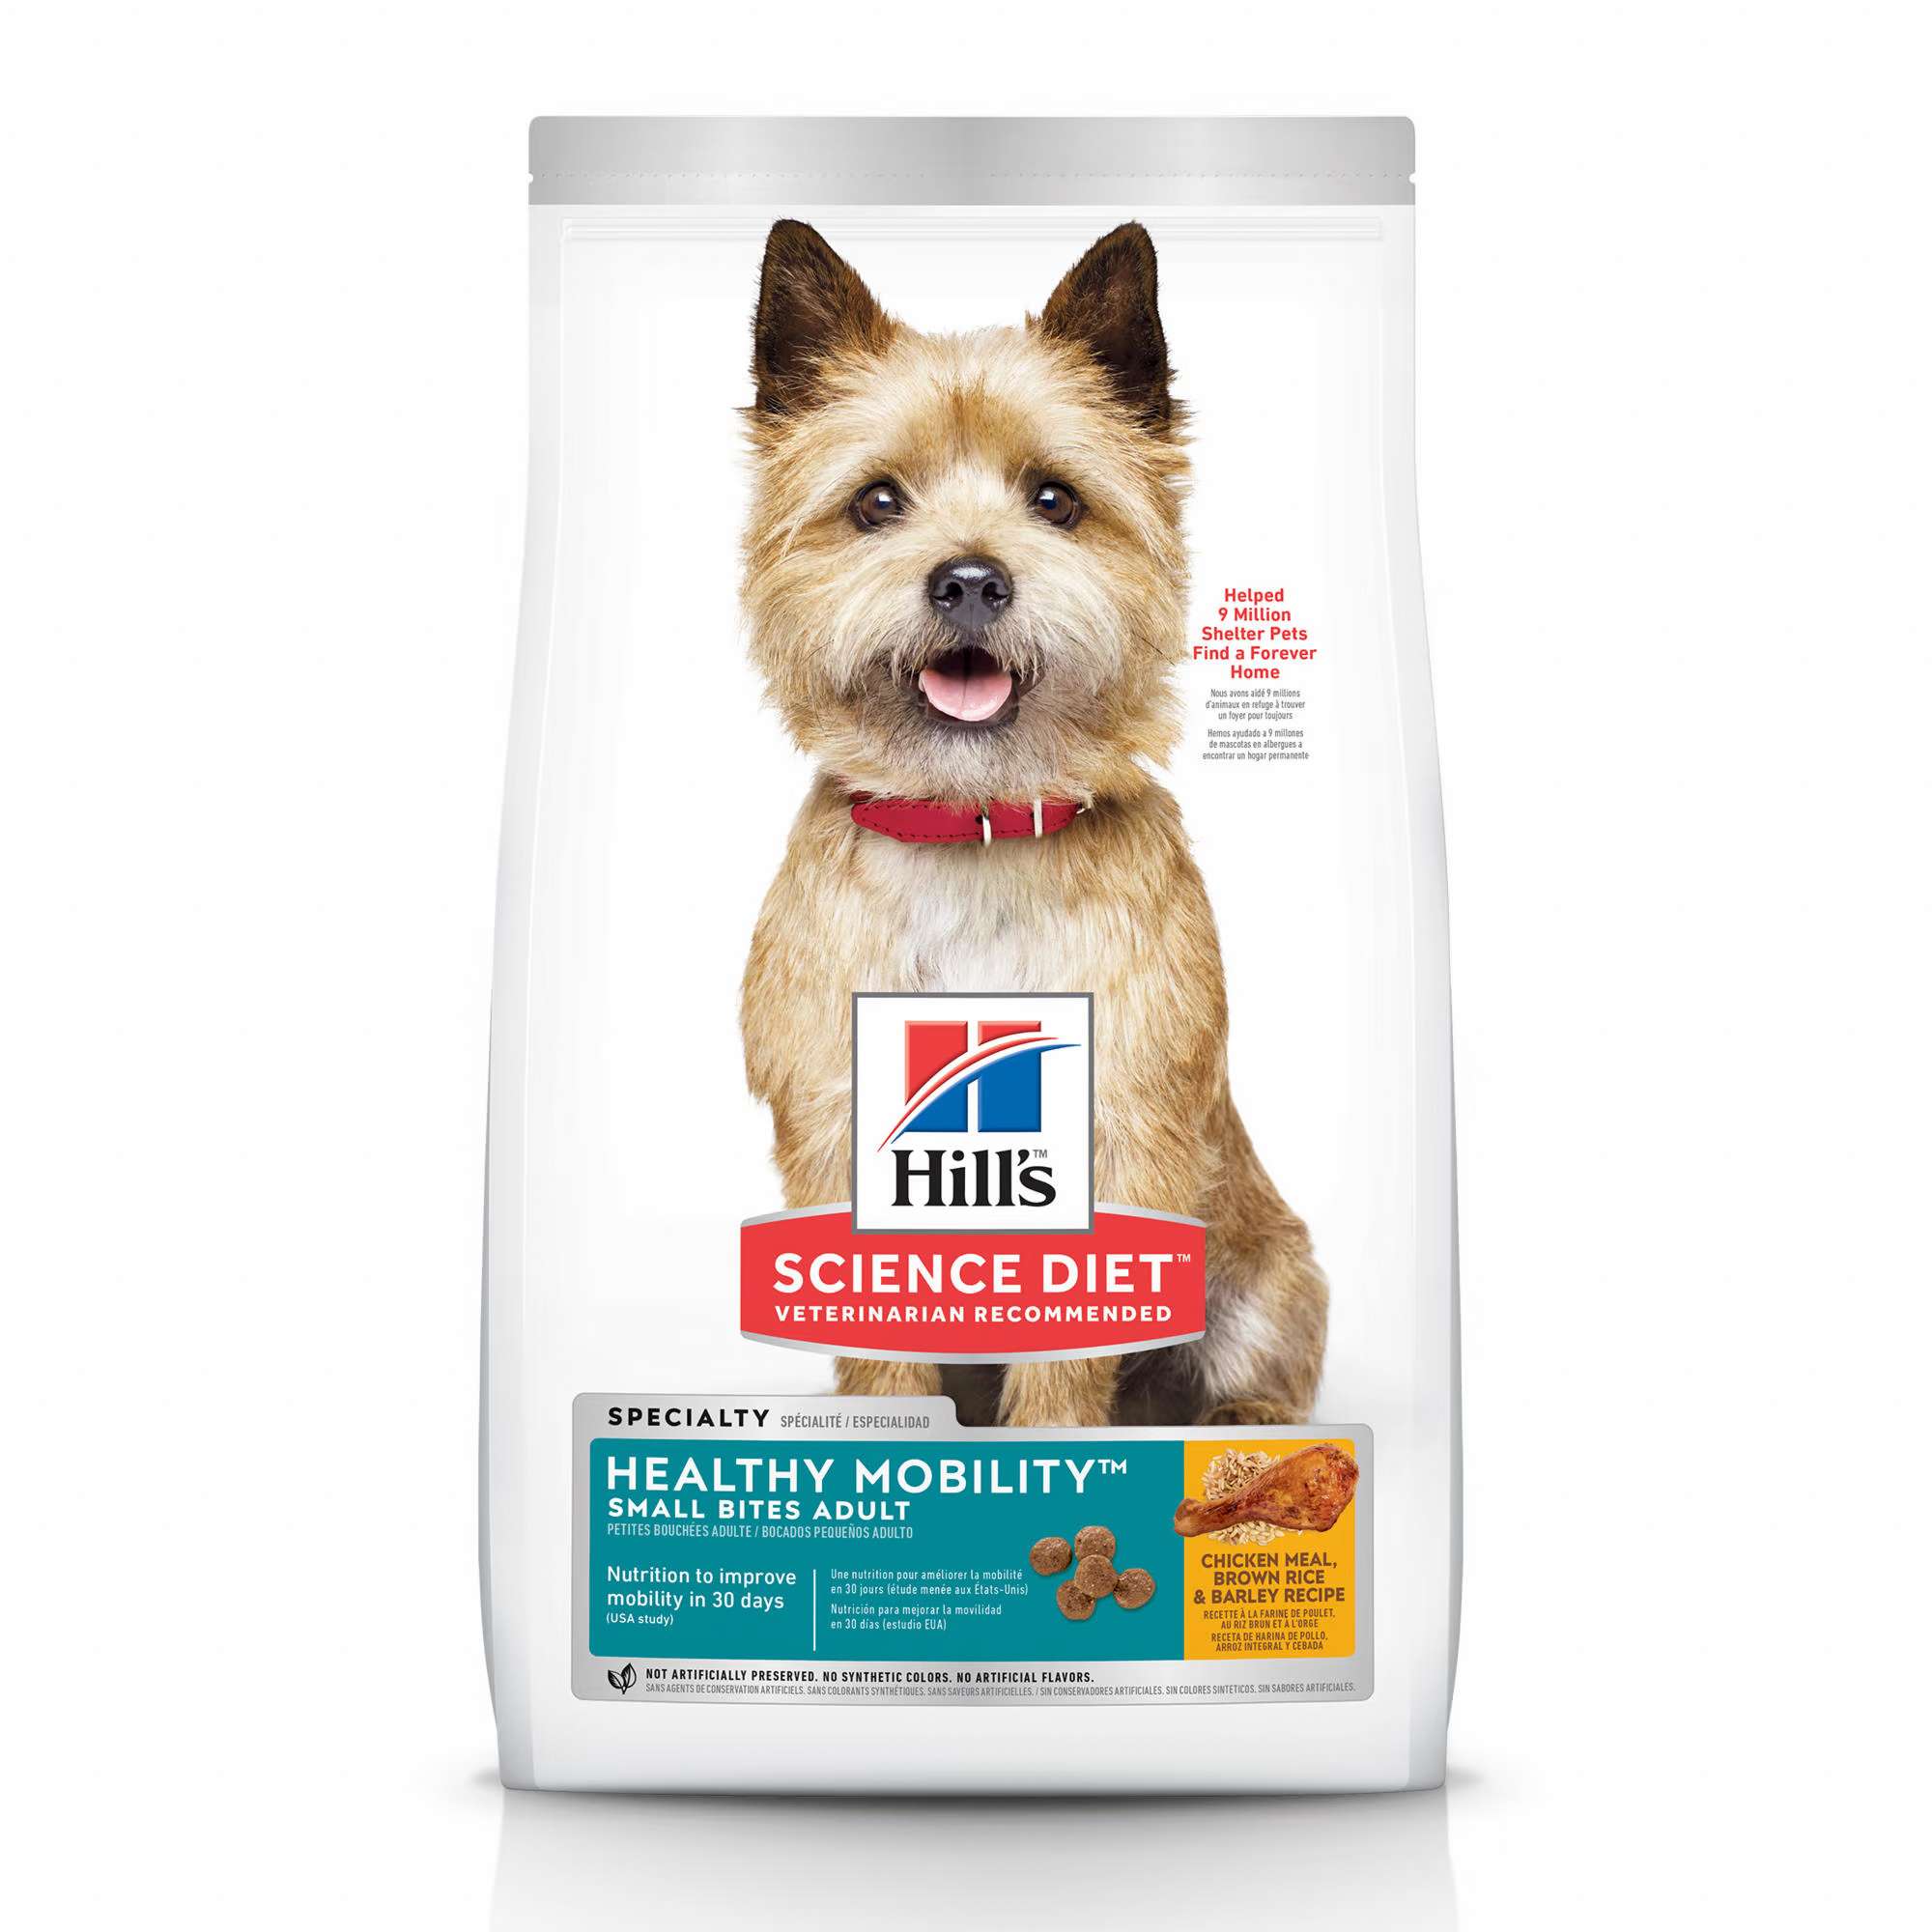 Helped
9 Million
Shelter Pets
Find a Forever
Home
Nous avons aidé 9 millions
d'animaux en refuge à trouver
un foyer pour toujours
Hemos ayudado a 9 millones
de mascotas en albergues a
encontrar un hogar permanente
Hill's™
SCIENCE DIET™
VETERINARIAN RECOMMENDED
SPECIALTY SPÉCIALITÉ / ESPECIALIDAD
HEALTHY MOBILITY™
SMALL BITES ADULT
PETITES BOUCHÉES ADULTE / BOCADOS PEQUEÑOS ADULTO
Nutrition to improve
mobility in 30 days
(USA study)
Une nutrition pour améliorer la mobilité
en 30 jours (étude menée aux États-Unis)
Nutrición para mejorar la movilidad
en 30 días (estudio EUA)
CHICKEN MEAL,
BROWN RICE
& BARLEY RECIPE
RECETTE À LA FARINE DE POULET,
AU RIZ BRUN ET À L'ORGE
RECETA DE HARINA DE POLLO,
ARROZ INTEGRAL Y CEBADA
NOT ARTIFICIALLY PRESERVED. NO SYNTHETIC COLORS. NO ARTIFICIAL FLAVORS.
SANS AGENTS DE CONSERVATION ARTIFICIELS. SANS COLORANTS SYNTHÉTIQUES. SANS SAVEURS ARTIFICIELLES. / SIN CONSERVADORES ARTIFICIALES. SIN COLORES SINTETICOS. SIN SABORES ARTIFICIALES.